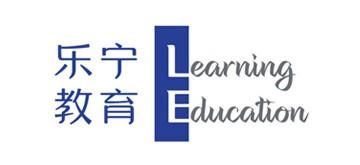 乐宁 Learning
教育 Education